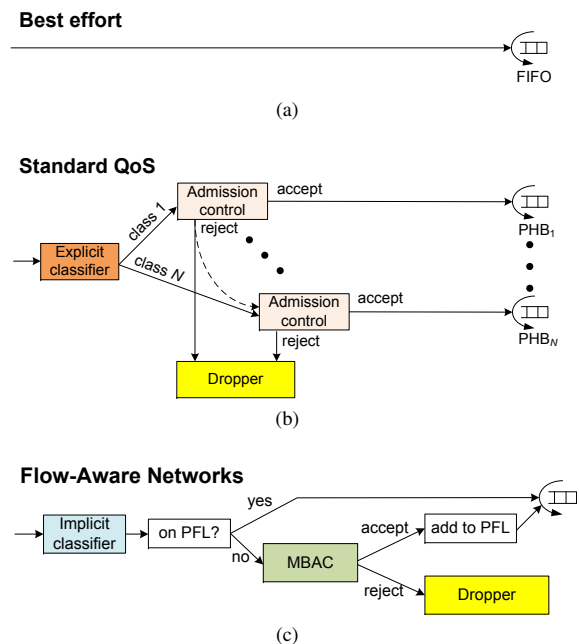 Best effort
FIFO
(a)
Standard QoS
Admission
control
accept
PHB1
class 1
reject
Explicit
classifier
class N
Admission
control
accept
PHBN
reject
Dropper
(b)
Flow-Aware Networks
yes
Implicit
classifier
on PFL?
accept
add to PFL
no
MBAC
reject
Dropper
(c)